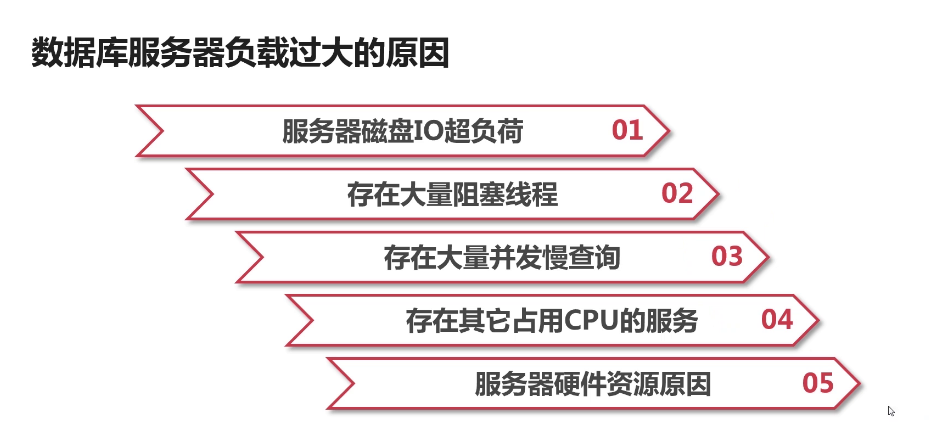 数据库服务器负载过大的原因
服务器磁盘IO超负荷 01
存在大量阻塞线程 02
存在大量并发慢查询 03
存在其它占用CPU的服务 04
服务器硬件资源原因 05